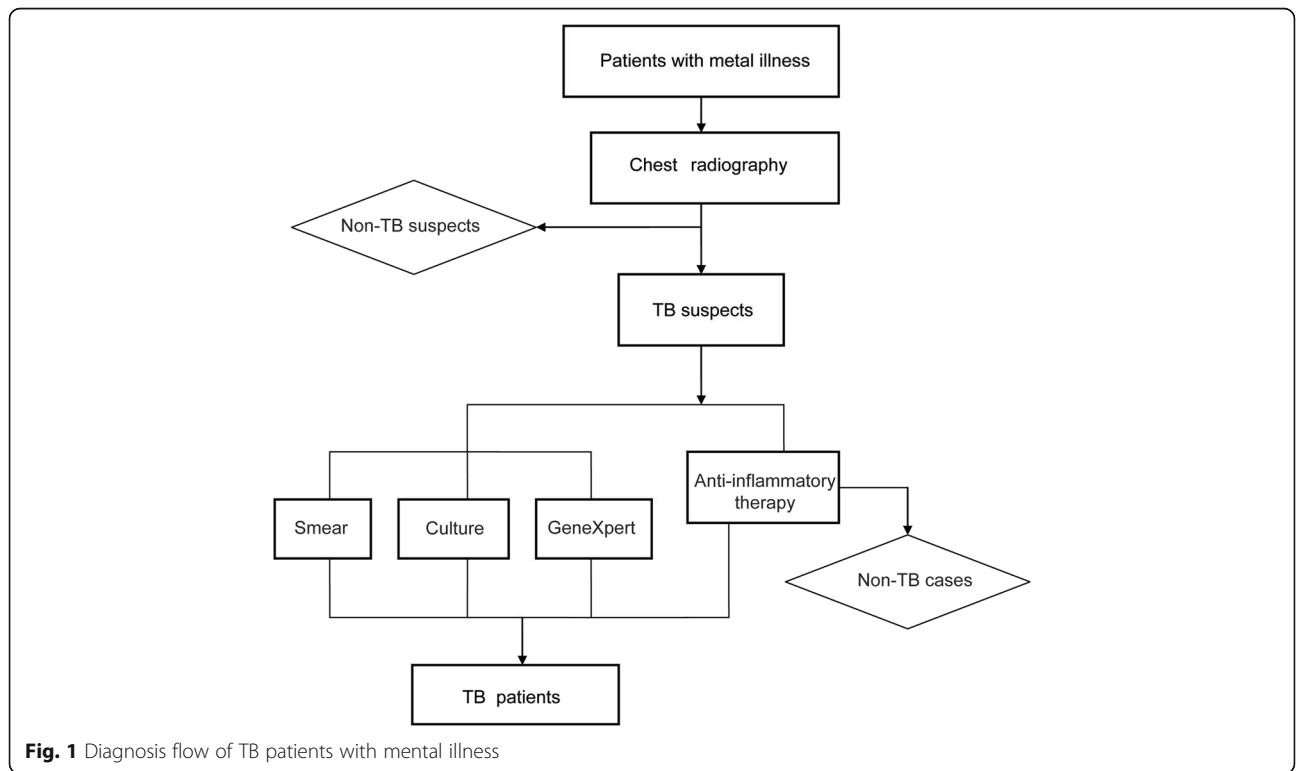 Patients with metal illness
Chest radiography
Non-TB suspects
TB suspects
Anti-inflammatory
therapy
Smear
Culture
GeneXpert
Non-TB cases
TB patients
Fig. 1 Diagnosis flow of TB patients with mental illness